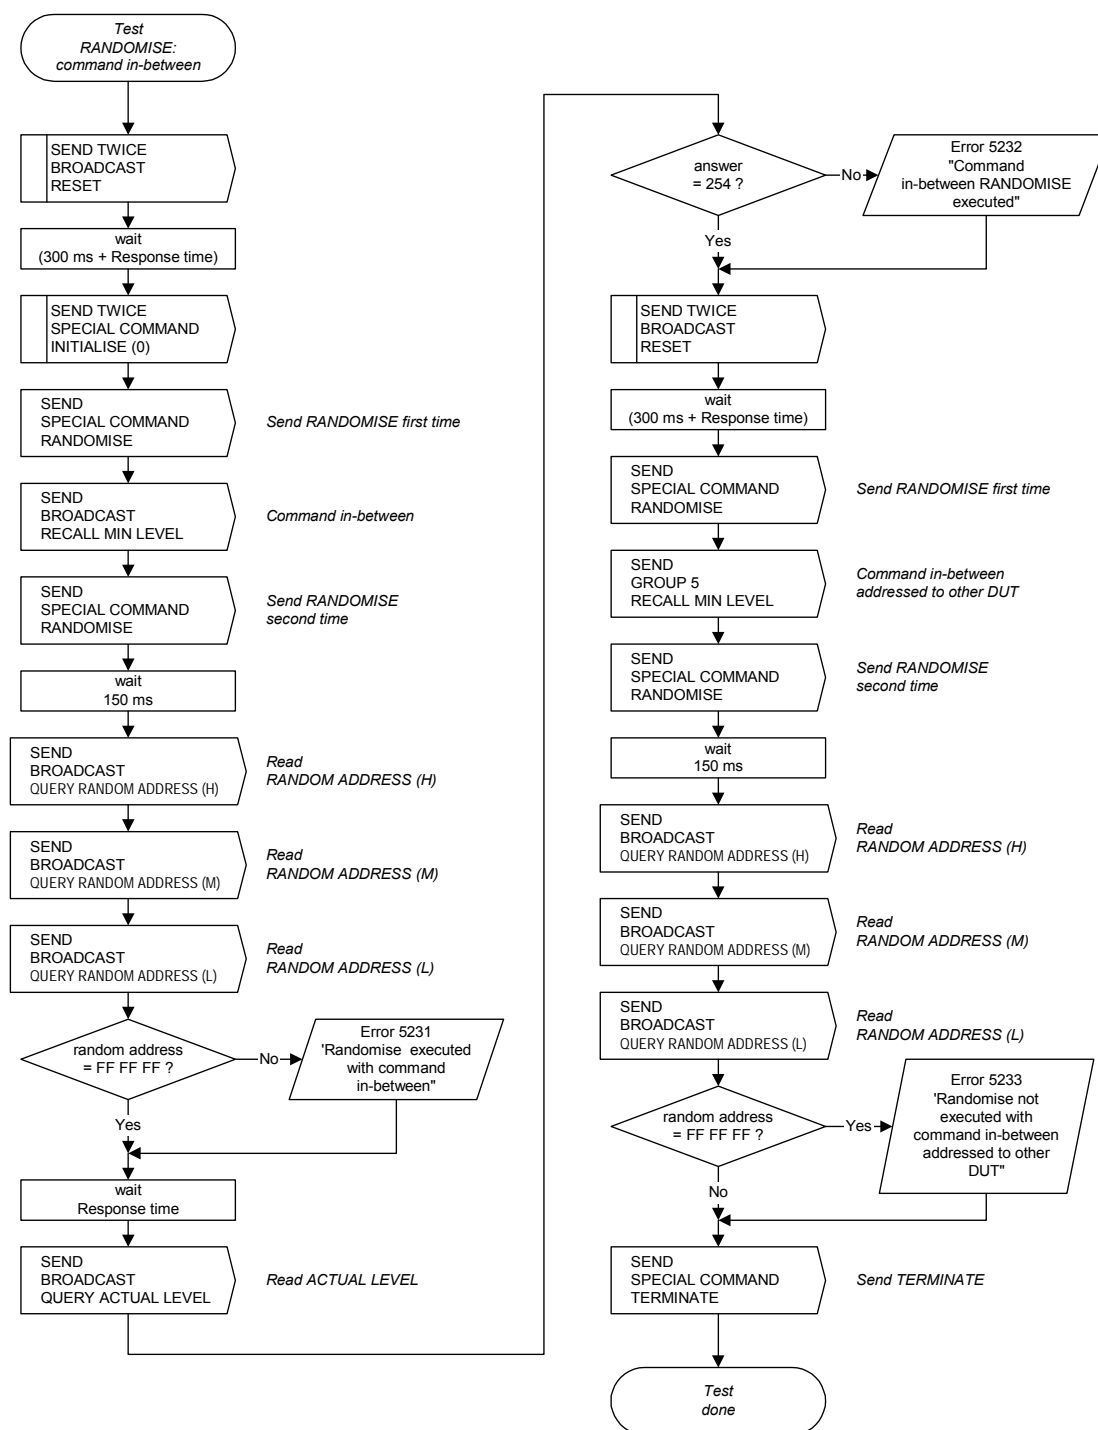 Test
RANDOMISE:
command in-between
SEND TWICE
BROADCAST
RESET
wait
(300 ms + Response time)
SEND TWICE
SPECIAL COMMAND
INITIALISE (0)
SEND
SPECIAL COMMAND
RANDOMISE
Send RANDOMISE first time
SEND
BROADCAST
RECALL MIN LEVEL
Command in-between
SEND
SPECIAL COMMAND
RANDOMISE
Send RANDOMISE
second time
wait
150 ms
SEND
BROADCAST
QUERY RANDOM ADDRESS (H)
Read
RANDOM ADDRESS (H)
SEND
BROADCAST
QUERY RANDOM ADDRESS (M)
Read
RANDOM ADDRESS (M)
SEND
BROADCAST
QUERY RANDOM ADDRESS (L)
Read
RANDOM ADDRESS (L)
random address
= FF FF FF ?
No
Error 5231
'Randomise executed
with command
in-between"
Yes
wait
Response time
SEND
BROADCAST
QUERY ACTUAL LEVEL
Read ACTUAL LEVEL
answer
= 254 ?
No
Error 5232
"Command
in-between RANDOMISE
executed"
Yes
SEND TWICE
BROADCAST
RESET
wait
(300 ms + Response time)
SEND
SPECIAL COMMAND
RANDOMISE
Send RANDOMISE first time
SEND
GROUP 5
RECALL MIN LEVEL
Command in-between
addressed to other DUT
SEND
SPECIAL COMMAND
RANDOMISE
Send RANDOMISE
second time
wait
150 ms
SEND
BROADCAST
QUERY RANDOM ADDRESS (H)
Read
RANDOM ADDRESS (H)
SEND
BROADCAST
QUERY RANDOM ADDRESS (M)
Read
RANDOM ADDRESS (M)
SEND
BROADCAST
QUERY RANDOM ADDRESS (L)
Read
RANDOM ADDRESS (L)
random address
= FF FF FF ?
Yes
Error 5233
'Randomise not
executed with
command in-between
addressed to other
DUT"
No
SEND
SPECIAL COMMAND
TERMINATE
Send TERMINATE
Test
done